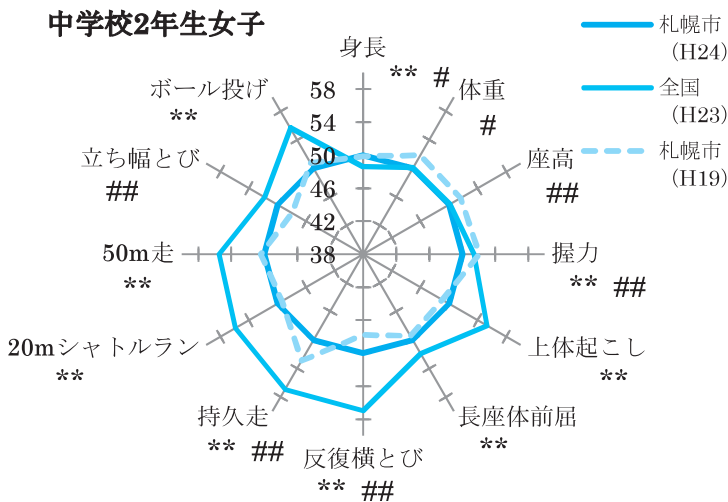 中学校2年生女子
札幌市
(H24)
全国
(H23)
札幌市
(H19)
身長
** #
体重
#
座高
##
握力
** ##
上体起こし
**
長座体前屈
**
反復横とび
** ##
持久走
** ##
20mシャトルラン
**
50m走
**
立ち幅とび
##
ボール投げ
**
58
54
50
46
42
38